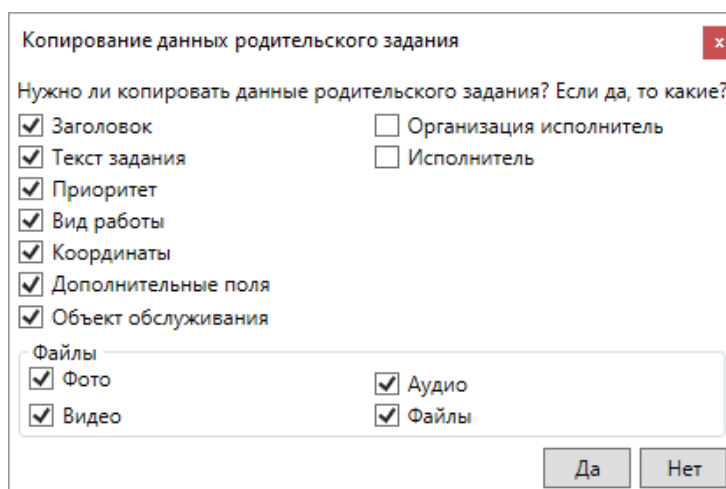 Копирование данных родительского задания
x
Нужно ли копировать данные родительского задания? Если да, то какие?
Заголовок
Организация исполнитель
Текст задания
Исполнитель
Приоритет
Вид работы
Координаты
Дополнительные поля
Объект обслуживания
Файлы
Фото
Аудио
Видео
Файлы
Да
Нет